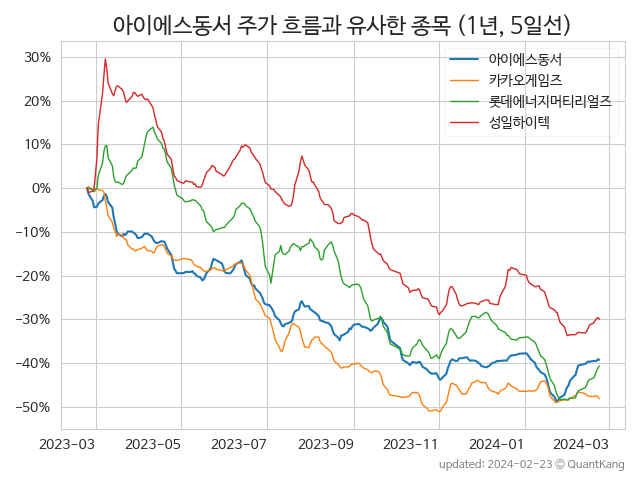 아이에스동서 주가 흐름과 유사한 종목 (1년, 5일선)
아이에스동서
카카오게임즈
롯데에너지머티리얼즈
성일하이텍
30%
20%
10%
0%
−10%
−20%
−30%
−40%
−50%
2023-03 2023-05 2023-07 2023-09 2023-11 2024-01 2024-03
updated: 2024-02-23 © QuantKang